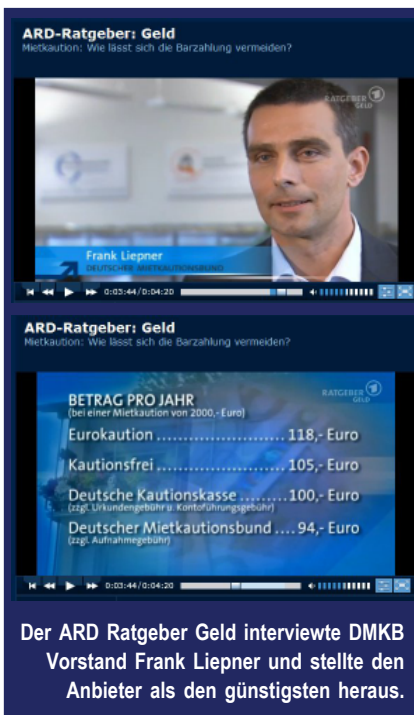 ARD-Ratgeber: Geld
Mietkaution: Wie lässt sich die Barzahlung vermeiden?
RATGEBER
GELD
Frank Liepner
DEUTSCHER MIETKAUTIONSBUND
0:03:44/0:04:20
ARD-Ratgeber: Geld
Mietkaution: Wie lässt sich die Barzahlung vermeiden?
RATGEBER
GELD
BETRAG PRO JAHR
(bei einer Mietkaution von 2000,- Euro)
Eurokaution ........................ 118,- Euro
Kautionsfrei ........................ 105,- Euro
Deutsche Kautionskasse ......... 100,- Euro
(zzgl. Urkundengebühr u. Kontoführungsgebühr)
Deutscher Mietkautionsbund .... 94,- Euro
(zzgl. Aufnahmegebühr)
0:03:44/0:04:20
Der ARD Ratgeber Geld interviewte DMKB
Vorstand Frank Liepner und stellte den
Anbieter als den günstigsten heraus.